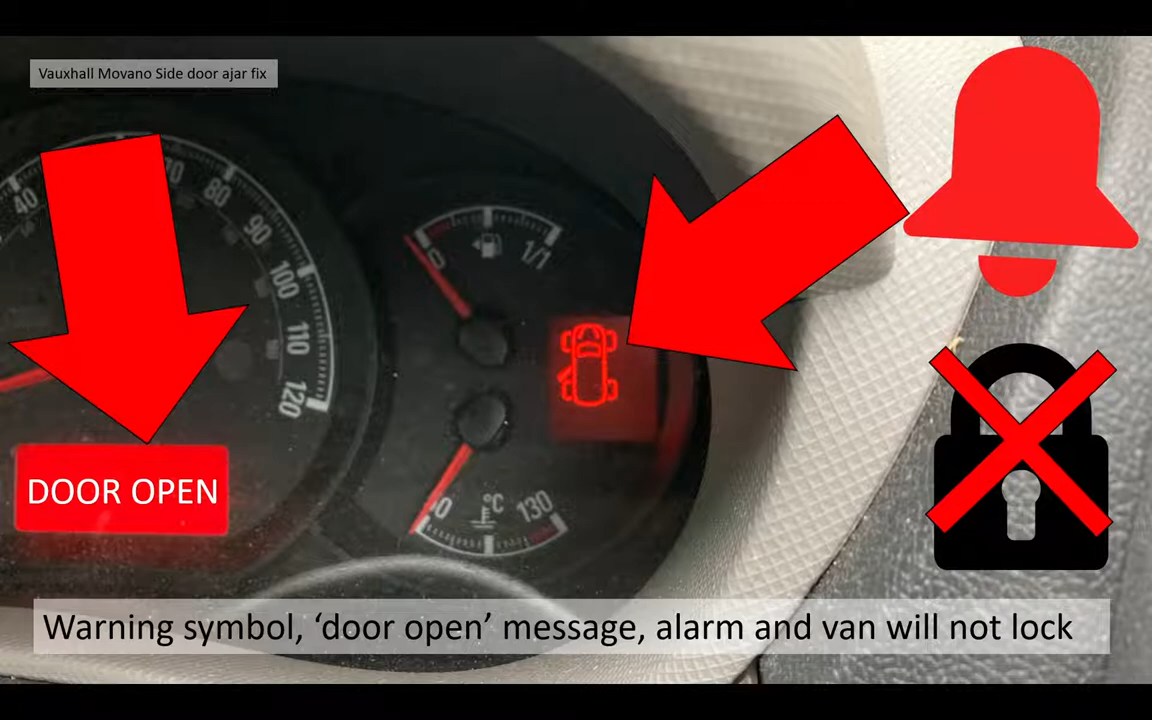 Vauxhall Movano Side door ajar fix
40
70
80
90
100
110
120
0
1/1
DOOR OPEN
0
°C
130
Warning symbol, ‘door open’ message, alarm and van will not lock